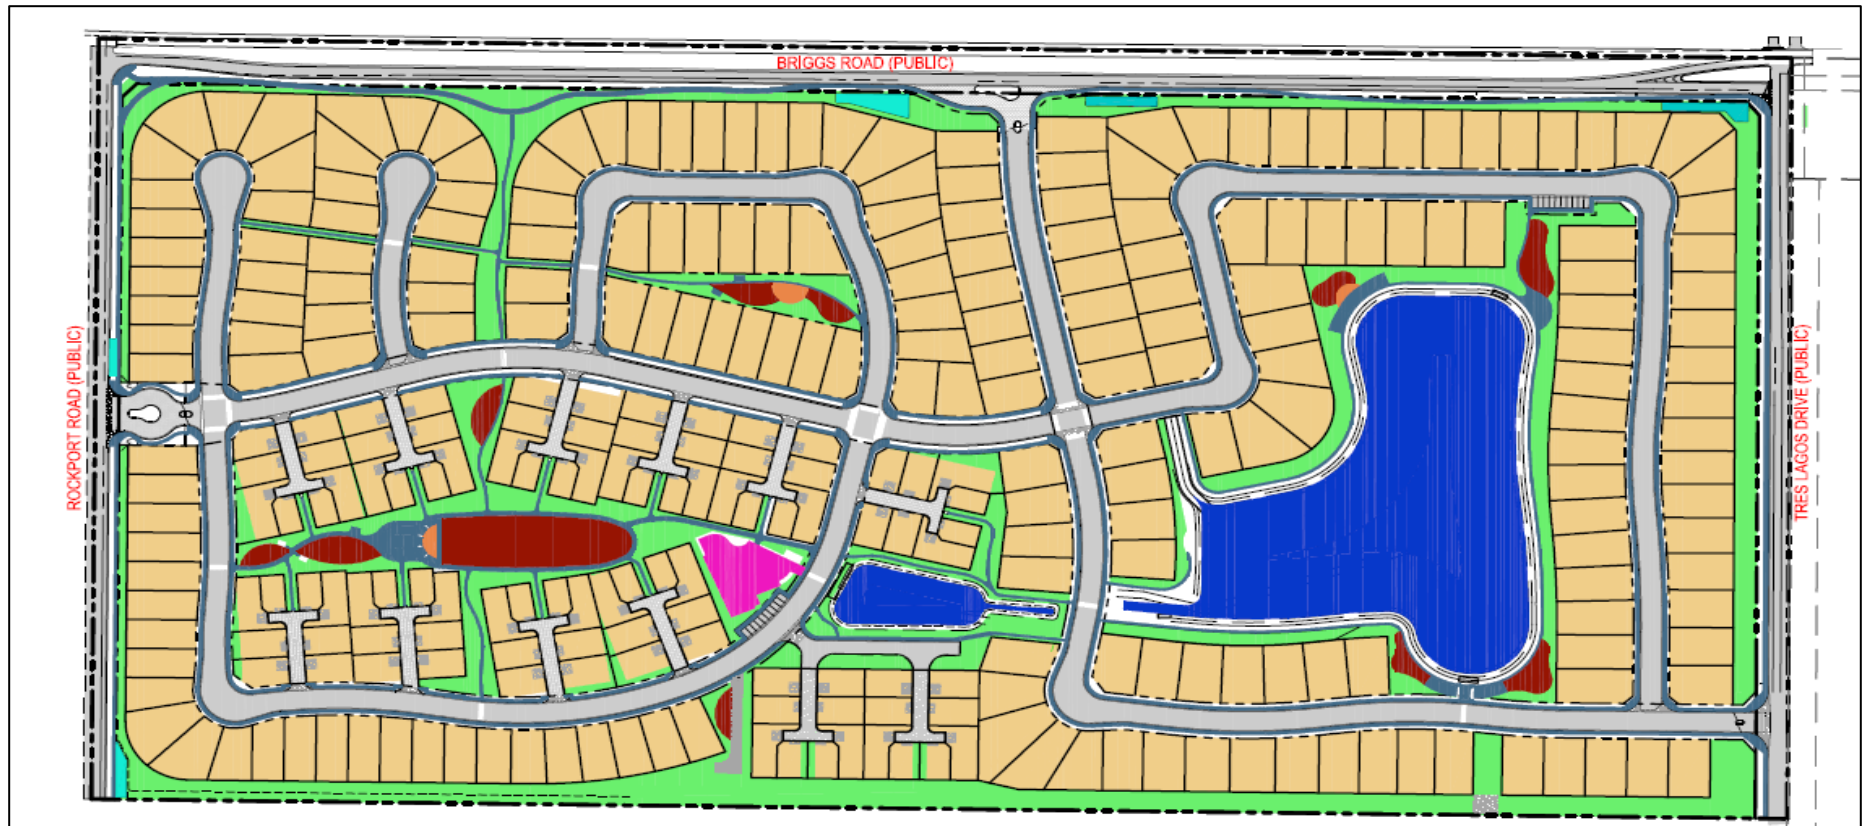 BRIGGS ROAD (PUBLIC)
ROCKPORT ROAD (PUBLIC)
TRES LAGOS DRIVE (PUBLIC)